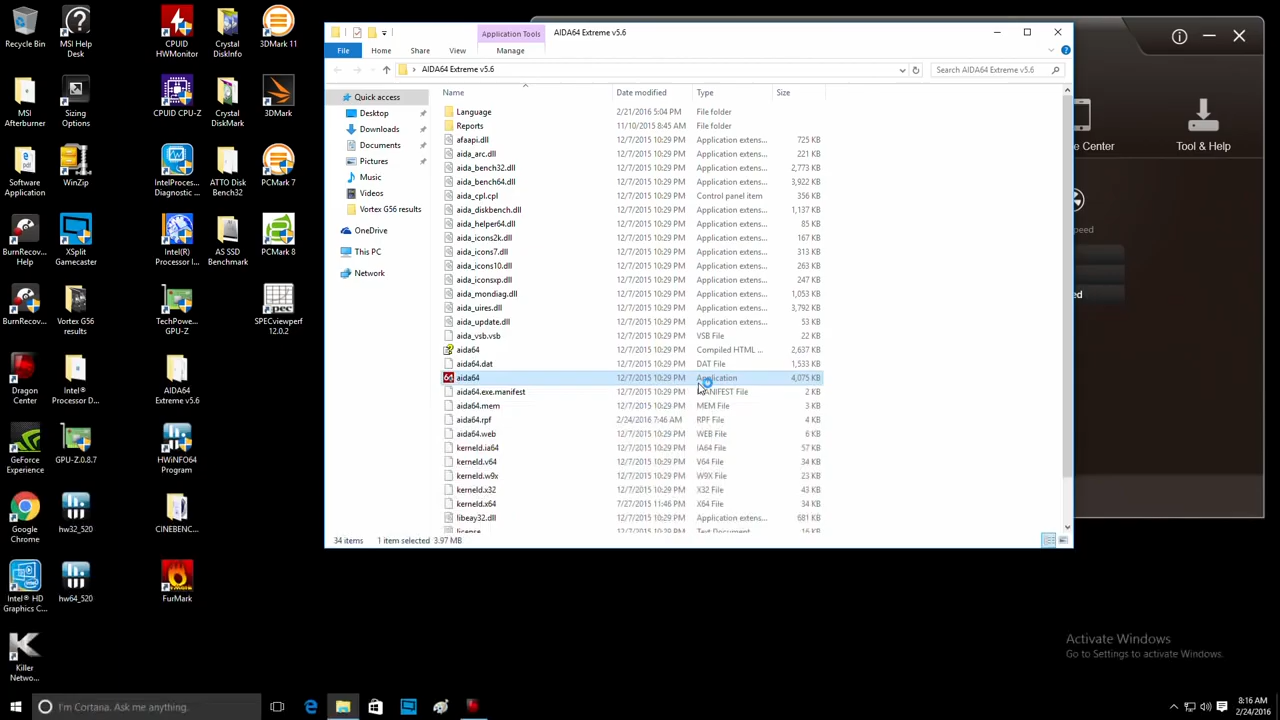 Recycle Bin
MSI Help Desk
CPUID HWMonitor
Crystal DiskInfo
3DMark 11
MSI Afterburner
Sizing Options
CPUID CPU-Z
Crystal DiskMark
3DMark
Software Application
WinZip
IntelProces... Diagnostic ...
ATTO Disk Bench32
PCMark 7
BurnRecov... Help
XSplit Gamecaster
Intel(R) Processor I...
AS SSD Benchmark
PCMark 8
BurnRecov...
Vortex G56 results
TechPowe... GPU-Z
SPECviewperf 12.0.2
Dragon Center
Intel® Processor D...
AIDA64 Extreme v5.6
GeForce Experience
GPU-Z.0.8.7
HWiNFO64 Program
Google Chrome
hw32_520
CINEBENC...
Intel® HD Graphics C...
hw64_520
FurMark
Killer Networ...
Application Tools
AIDA64 Extreme v5.6
File
Home
Share
View
Manage
AIDA64 Extreme v5.6
Search AIDA64 Extreme v5.6
Quick access
Desktop
Downloads
Documents
Pictures
Music
Videos
Vortex G56 results
OneDrive
This PC
Network
Name Date modified Type Size
Language 2/21/2016 5:04 PM File folder
Reports 11/10/2015 8:45 AM File folder
afaapi.dll 12/7/2015 10:29 PM Application extens... 725 KB
aida_arc.dll 12/7/2015 10:29 PM Application extens... 221 KB
aida_bench32.dll 12/7/2015 10:29 PM Application extens... 2,773 KB
aida_bench64.dll 12/7/2015 10:29 PM Application extens... 3,922 KB
aida_cpl.cpl 12/7/2015 10:29 PM Control panel item 356 KB
aida_diskbench.dll 12/7/2015 10:29 PM Application extens... 1,137 KB
aida_helper64.dll 12/7/2015 10:29 PM Application extens... 85 KB
aida_icons2k.dll 12/7/2015 10:29 PM Application extens... 167 KB
aida_icons7.dll 12/7/2015 10:29 PM Application extens... 313 KB
aida_icons10.dll 12/7/2015 10:29 PM Application extens... 263 KB
aida_iconsxp.dll 12/7/2015 10:29 PM Application extens... 247 KB
aida_mondiag.dll 12/7/2015 10:29 PM Application extens... 1,053 KB
aida_uires.dll 12/7/2015 10:29 PM Application extens... 3,792 KB
aida_update.dll 12/7/2015 10:29 PM Application extens... 53 KB
aida_vsb.vsb 12/7/2015 10:29 PM VSB File 22 KB
aida64 12/7/2015 10:29 PM Compiled HTML ... 2,637 KB
aida64.dat 12/7/2015 10:29 PM DAT File 1,533 KB
aida64 12/7/2015 10:29 PM Application 4,075 KB
aida64.exe.manifest 12/7/2015 10:29 PM MANIFEST File 2 KB
aida64.mem 12/7/2015 10:29 PM MEM File 3 KB
aida64.rpf 2/24/2016 7:46 AM RPF File 4 KB
aida64.web 12/7/2015 10:29 PM WEB File 6 KB
kerneld.ia64 12/7/2015 10:29 PM IA64 File 57 KB
kerneld.v64 12/7/2015 10:29 PM V64 File 34 KB
kerneld.w9x 12/7/2015 10:29 PM W9X File 23 KB
kerneld.x32 12/7/2015 10:29 PM X32 File 43 KB
kerneld.x64 7/27/2015 11:46 PM X64 File 34 KB
libeay32.dll 12/7/2015 10:29 PM Application extens... 681 KB
license 12/7/2015 10:29 PM Text Document 16 KB
34 items 1 item selected 3.97 MB
e Center
Tool & Help
peed
ed
Activate Windows
Go to Settings to activate Windows.
I'm Cortana. Ask me anything.
8:16 AM
2/24/2016